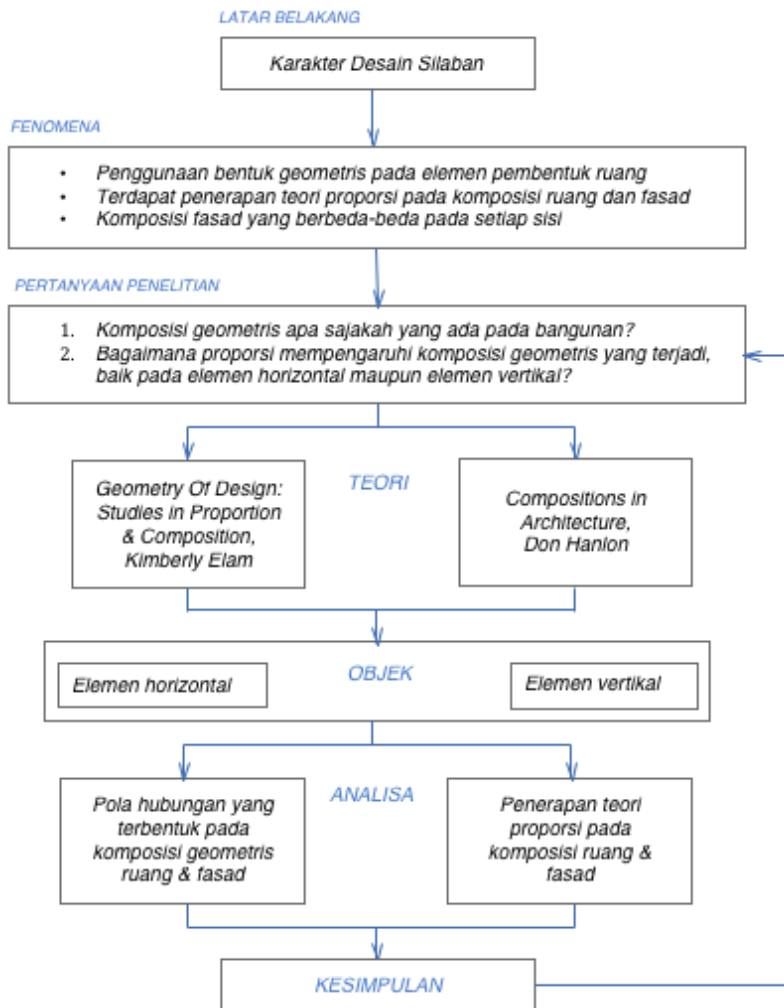 LATAR BELAKANG
Karakter Desain Silaban
FENOMENA
• Penggunaan bentuk geometris pada elemen pembentuk ruang
• Terdapat penerapan teori proporsi pada komposisi ruang dan fasad
• Komposisi fasad yang berbeda-beda pada setiap sisi
PERTANYAAN PENELITIAN
1. Komposisi geometris apa sajakah yang ada pada bangunan?
2. Bagaimana proporsi mempengaruhi komposisi geometris yang terjadi,
baik pada elemen horizontal maupun elemen vertikal?
TEORI
Geometry Of Design:
Studies in Proportion
& Composition,
Kimberly Elam
Compositions in
Architecture,
Don Hanlon
OBJEK
Elemen horizontal
Elemen vertikal
ANALISA
Pola hubungan yang
terbentuk pada
komposisi geometris
ruang & fasad
Penerapan teori
proporsi pada
komposisi ruang &
fasad
KESIMPULAN